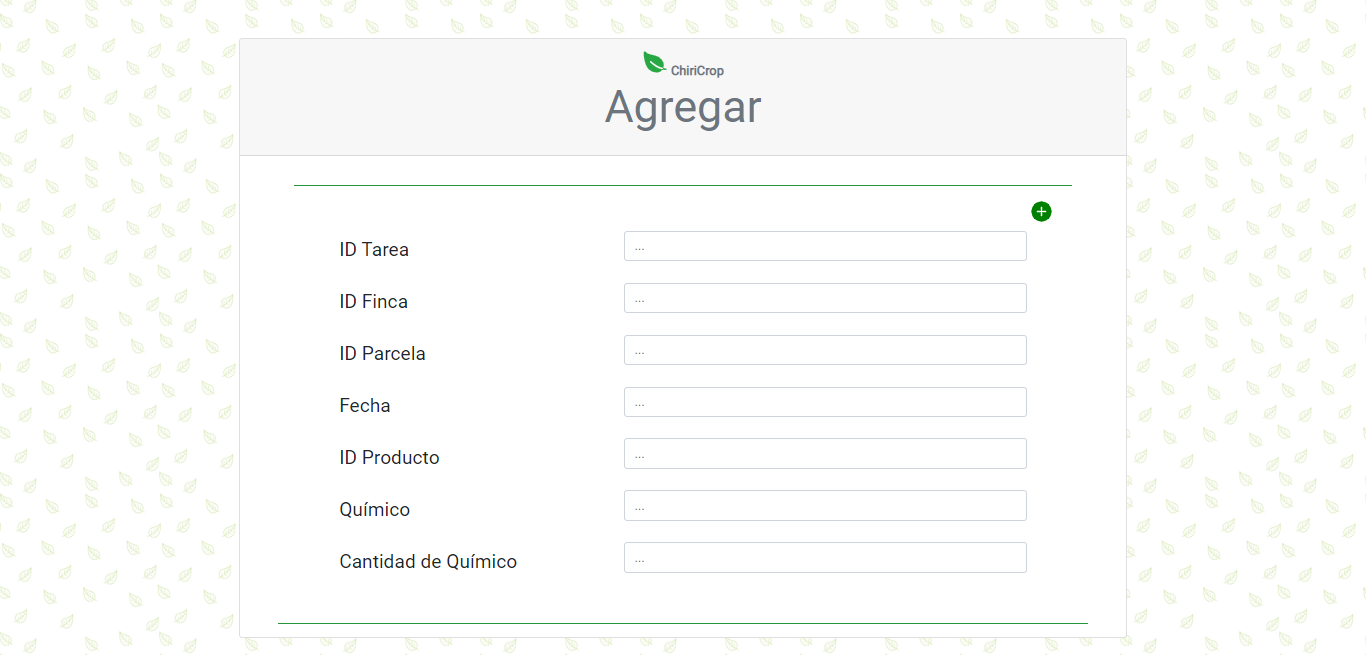 ChiriCrop
Agregar
ID Tarea ...
ID Finca ...
ID Parcela ...
Fecha ...
ID Producto ...
Químico ...
Cantidad de Químico ...